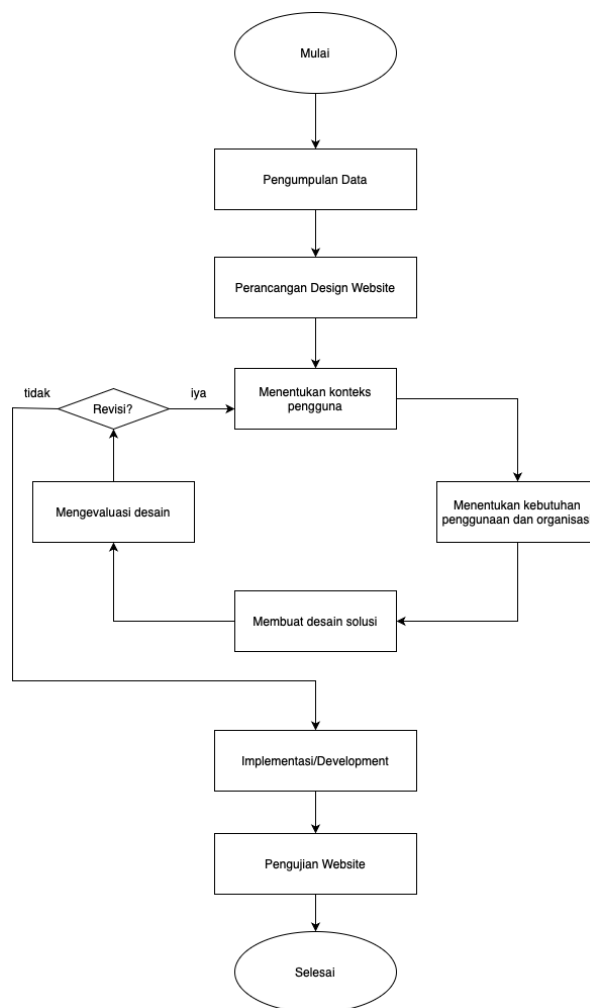 Mulai
Pengumpulan Data
Perancangan Design Website
tidak
Revisi?
iya
Menentukan konteks
pengguna
Mengevaluasi desain
Menentukan kebutuhan
penggunaan dan organisas
Membuat desain solusi
Implementasi/Development
Pengujian Website
Selesai